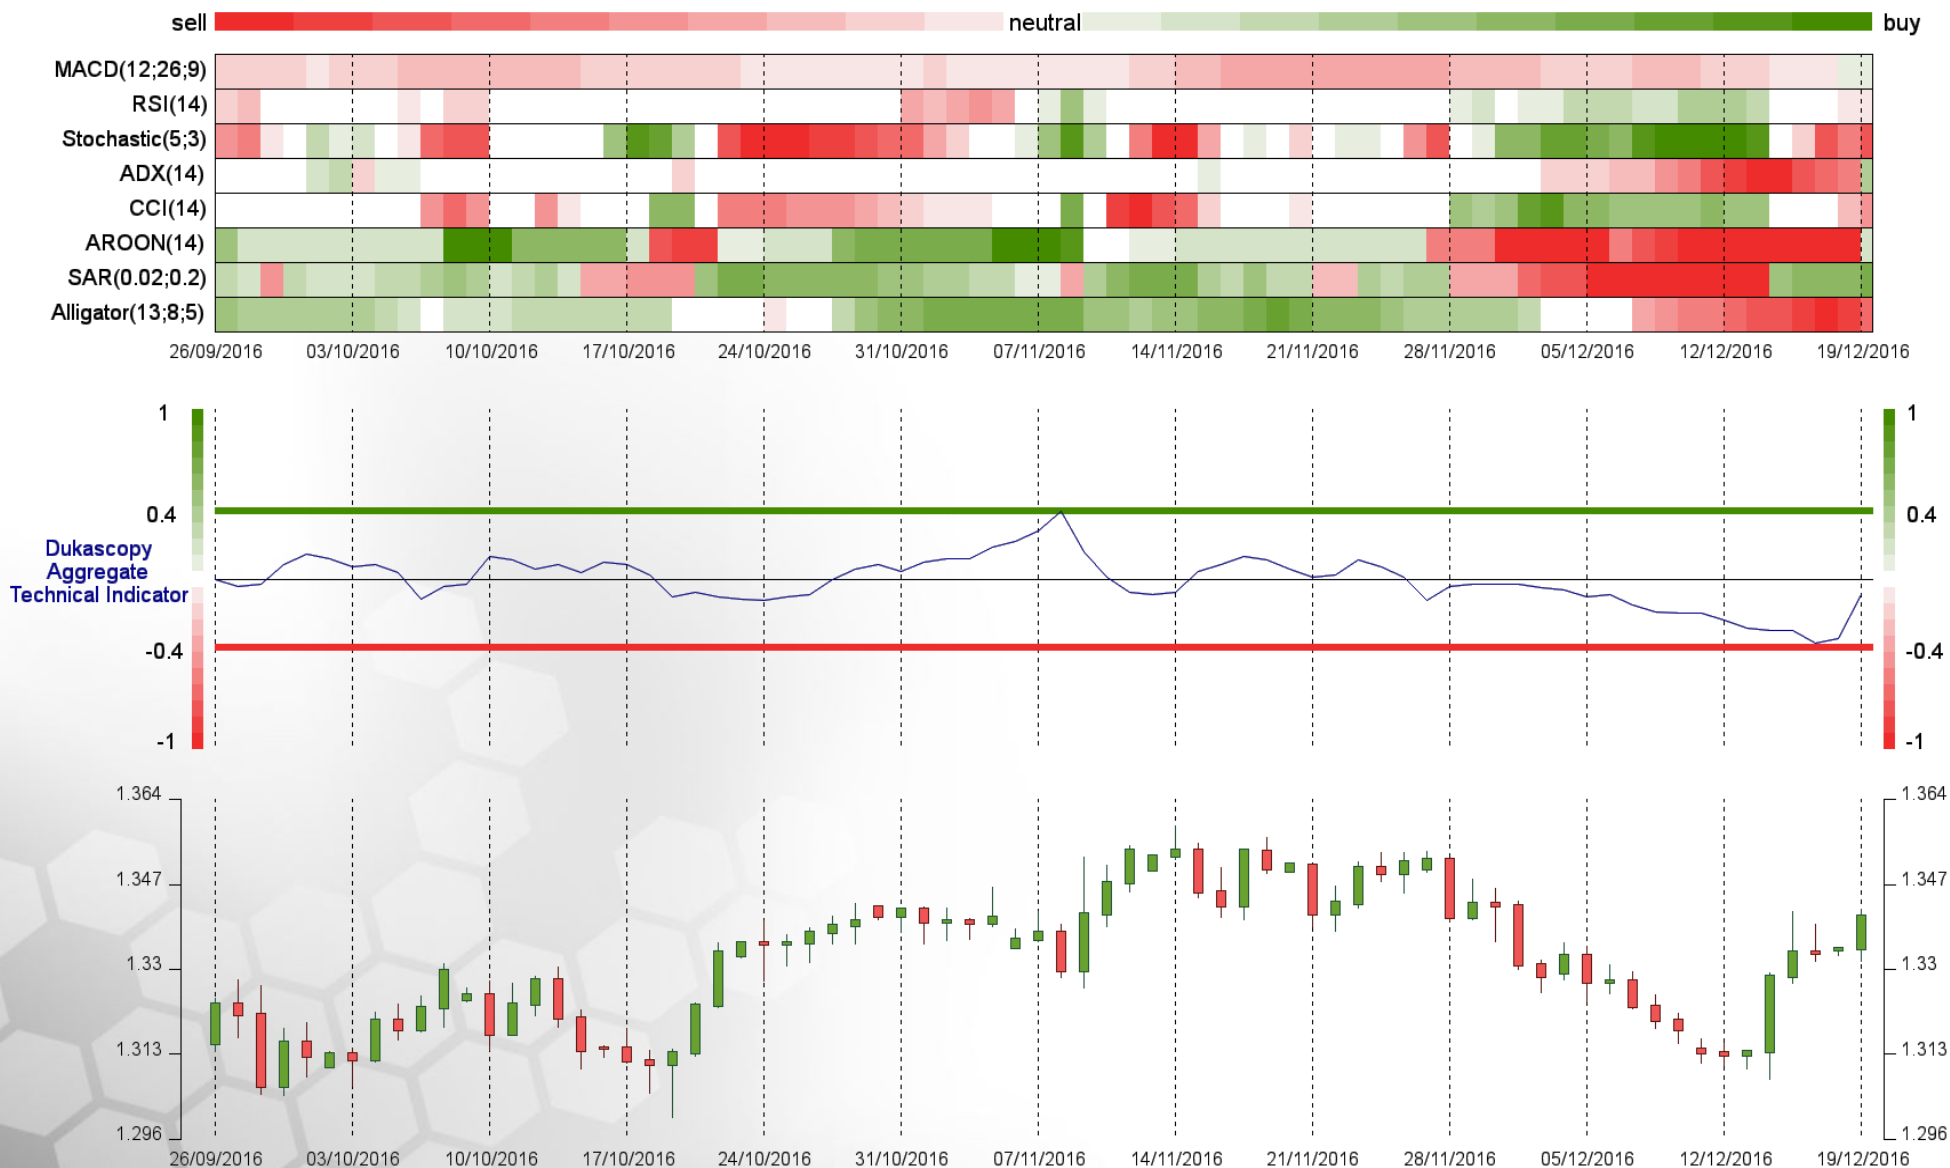 sell neutral buy
MACD(12;26;9)
RSI(14)
Stochastic(5;3)
ADX(14)
CCI(14)
AROON(14)
SAR(0.02;0.2)
Alligator(13;8;5)
26/09/2016 03/10/2016 10/10/2016 17/10/2016 24/10/2016 31/10/2016 07/11/2016 14/11/2016 21/11/2016 28/11/2016 05/12/2016 12/12/2016 19/12/2016
1 1
0.4 0.4
Dukascopy
Aggregate
Technical Indicator
-0.4 -0.4
-1 -1
1.364 1.364
1.347 1.347
1.33 1.33
1.313 1.313
1.296 1.296
26/09/2016 03/10/2016 10/10/2016 17/10/2016 24/10/2016 31/10/2016 07/11/2016 14/11/2016 21/11/2016 28/11/2016 05/12/2016 12/12/2016 19/12/2016